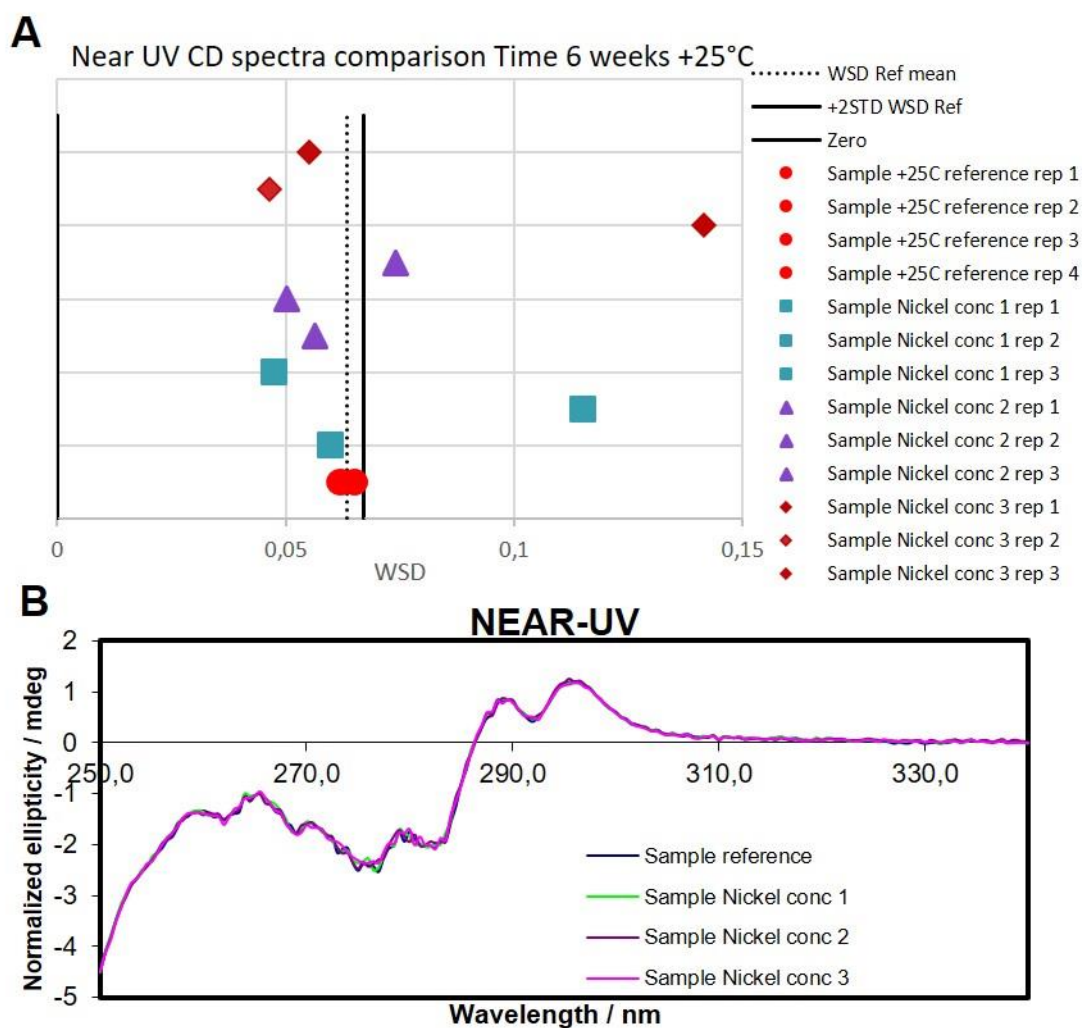 A
Near UV CD spectra comparison Time 6 weeks +25°C
WSD Ref mean
+2STD WSD Ref
Zero
Sample +25C reference rep 1
Sample +25C reference rep 2
Sample +25C reference rep 3
Sample +25C reference rep 4
Sample Nickel conc 1 rep 1
Sample Nickel conc 1 rep 2
Sample Nickel conc 1 rep 3
Sample Nickel conc 2 rep 1
Sample Nickel conc 2 rep 2
Sample Nickel conc 2 rep 3
Sample Nickel conc 3 rep 1
Sample Nickel conc 3 rep 2
Sample Nickel conc 3 rep 3
0 0,05 0,1 0,15
WSD
B
NEAR-UV
Normalized ellipticity / mdeg
2
1
0
-1
-2
-3
-4
-5
250,0 270,0 290,0 310,0 330,0
Sample reference
Sample Nickel conc 1
Sample Nickel conc 2
Sample Nickel conc 3
Wavelength / nm